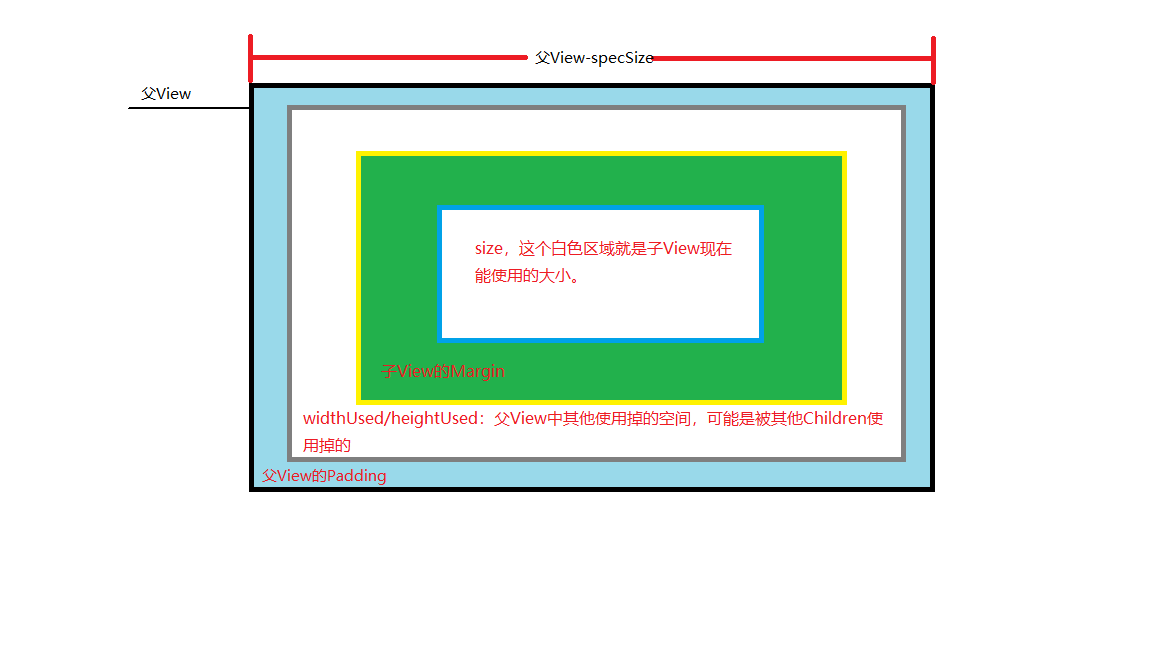 父View-specSize
父View
size，这个白色区域就是子View现在
能使用的大小。
子View的Margin
widthUsed/heightUsed：父View中其他使用掉的空间，可能是被其他Children使
用掉的
父View的Padding